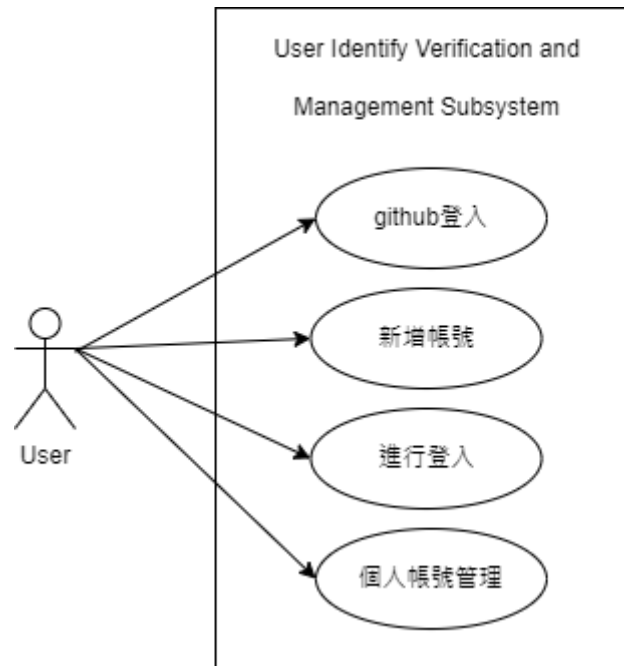 User Identify Verification and
Management Subsystem
github登入
新增帳號
進行登入
個人帳號管理
User